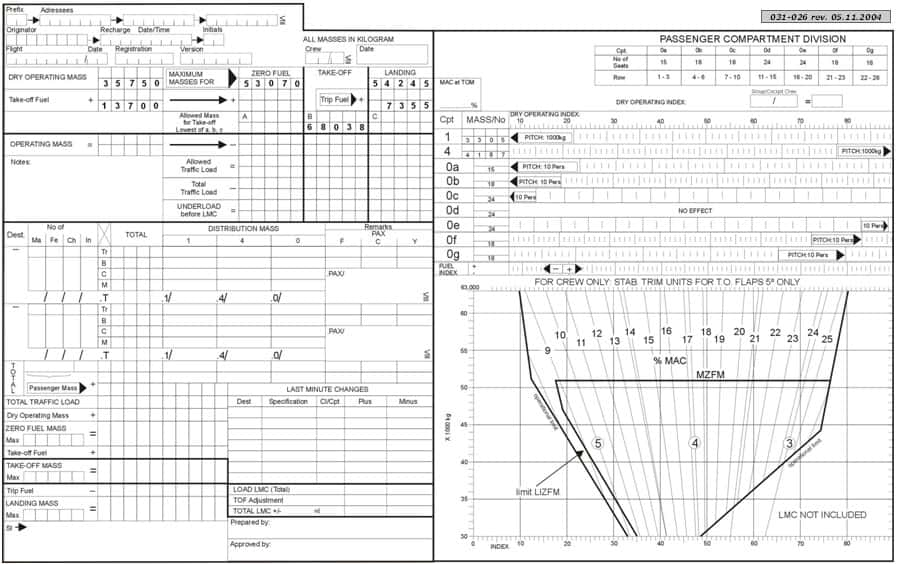 031-026 rev. 05.11.2004
Prefix Adressees
Originator Recharge Date/Time Initials
ALL MASSES IN KILOGRAM
Flight Date Registration Version Crew Date
DRY OPERATING MASS 3 5 7 5 0 MAXIMUM MASSES FOR ZERO FUEL 5 3 0 7 0 TAKE-OFF LANDING 5 4 2 4 5
Take-off Fuel + 1 3 7 0 0 + Trip Fuel + 7 3 5 5
Allowed Mass for Take-off Lowest of a, b, c A B 6 8 0 3 8 C
OPERATING MASS = −
Notes:
Allowed Traffic Load =
Total Traffic Load −
UNDERLOAD before LMC =
Dest. No of TOTAL DISTRIBUTION MASS Remarks
PAX
Ma Fe Ch In 1 4 0 F C Y
Tr
B
C .PAX/
M
/ / / .T .1/ .4/ .0/
Tr
B
C PAX/
M
/ / / .T .1/ .4/ .0/
TOTAL
Passenger Mass +
TOTAL TRAFFIC LOAD
Dry Operating Mass +
ZERO FUEL MASS
Max =
Take-off Fuel +
TAKE-OFF MASS
Max =
Trip Fuel −
LANDING MASS
Max =
SI
LAST MINUTE CHANGES
Dest Specification Cl/Cpt Plus Minus
LOAD LMC (Total)
TOF Adjustment
TOTAL LMC +/- =
Prepared by:
Approved by:
PASSENGER COMPARTMENT DIVISION
Cpt. 0a 0b 0c 0d 0e 0f 0g
No of Seats 15 18 18 24 24 18 18
Row 1 - 3 4 - 6 7 - 10 11 - 15 16 - 20 21 - 23 22 - 26
MAC at TOM
%
DRY OPERATING INDEX: / =
Cpt MASS/No DRY OPERATING INDEX:
10 20 30 40 50 60 70 80
1 3 3 0 5 PITCH: 1000kg
4 4 1 8 7 PITCH:1000kg
0a 15 PITCH: 10 Pers
0b 18 PITCH: 10 Pers
0c 24 10 Pers
0d 24 NO EFFECT
0e 24 10 Pers
0f 18 PITCH:10 Pers
0g 18 PITCH:10 Pers
FUEL INDEX + - − +
FOR CREW ONLY: STAB. TRIM UNITS FOR T.O. FLAPS 5° ONLY
63,000
60
9 10 11 12 13 14 15 16 17 18 19 20 21 22 23 24 25
55
% MAC
MZFM
50
operational limit
45
X 1000 kg
5 4 3
operational limit
40
limit LIZFM
35
LMC NOT INCLUDED
30
INDEX 0 10 20 30 40 50 60 70 80